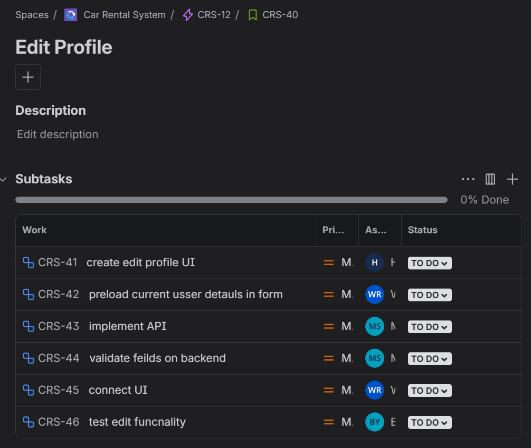 Spaces / Car Rental System / CRS-12 / CRS-40
Edit Profile
Description
Edit description
Subtasks
0% Done
Work Pri... As... Status
CRS-41 create edit profile UI M. H H TO DO
CRS-42 preload current usser detauls in form M. WR TO DO
CRS-43 implement API M. MS M TO DO
CRS-44 validate feilds on backend M. MS M TO DO
CRS-45 connect UI M. WR TO DO
CRS-46 test edit funcnality M. BY TO DO